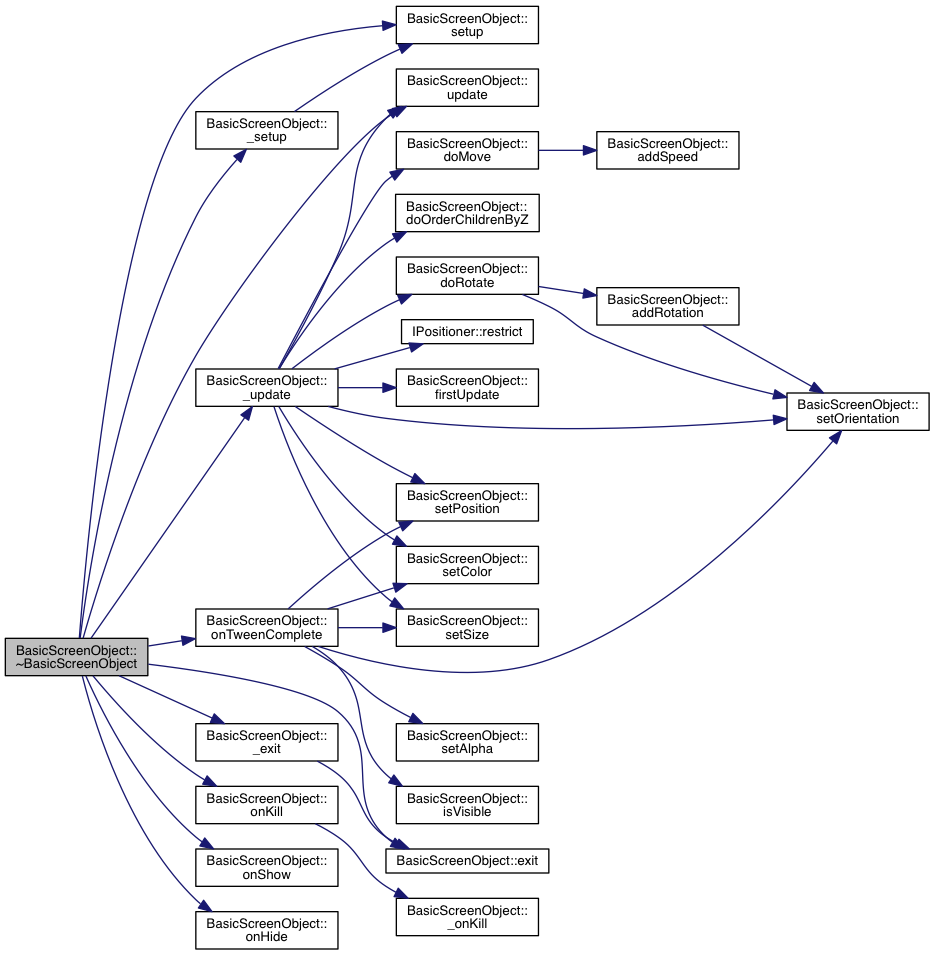 BasicScreenObject::
setup
BasicScreenObject::
update
BasicScreenObject::
_setup
BasicScreenObject::
doMove
BasicScreenObject::
addSpeed
BasicScreenObject::
doOrderChildrenByZ
BasicScreenObject::
doRotate
BasicScreenObject::
addRotation
IPositioner::restrict
BasicScreenObject::
_update
BasicScreenObject::
firstUpdate
BasicScreenObject::
setOrientation
BasicScreenObject::
setPosition
BasicScreenObject::
setColor
BasicScreenObject::
onTweenComplete
BasicScreenObject::
setSize
BasicScreenObject::
~BasicScreenObject
BasicScreenObject::
_exit
BasicScreenObject::
setAlpha
BasicScreenObject::
onKill
BasicScreenObject::
isVisible
BasicScreenObject::
onShow
BasicScreenObject::exit
BasicScreenObject::
_onKill
BasicScreenObject::
onHide